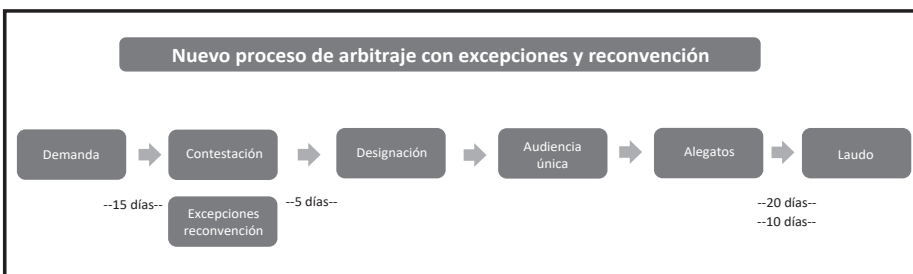 Nuevo proceso de arbitraje con excepciones y reconvención
Demanda
Contestación
Designación
Audiencia
única
Alegatos
Laudo
--15 días--
Excepciones
reconvención
--5 días--
--20 días--
--10 días--